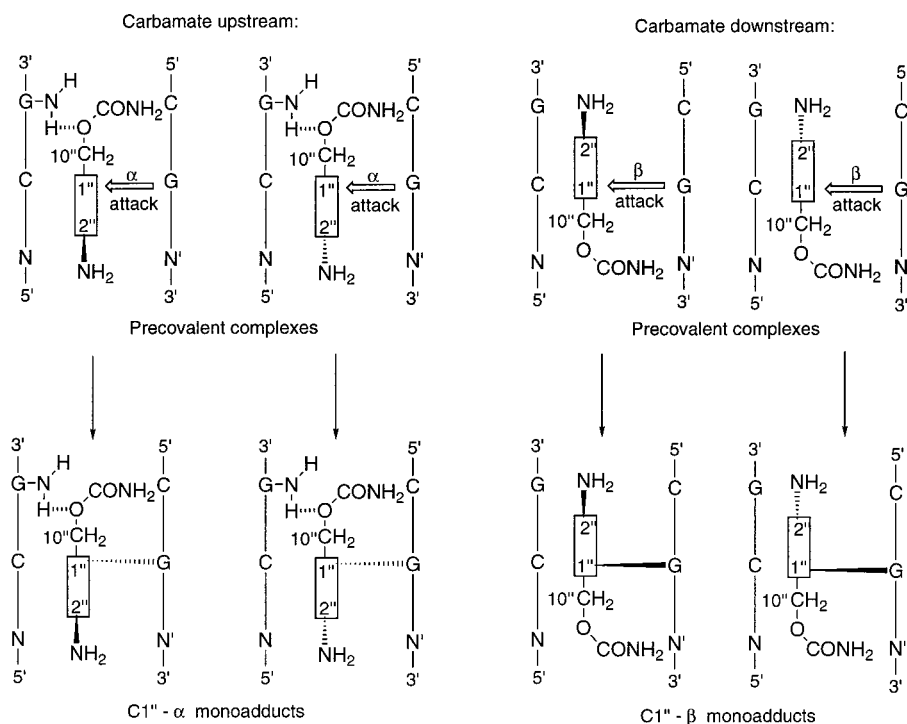 Carbamate upstream:
Carbamate downstream:
3' 5' 3' 5' 3' 5' 3' 5
G–N H H O CONH2 C
10" CH2
1" α attack
C G
2"
N NH2 N'
5' 3'
G–N H H O CONH2 C
10" CH2
1" α attack
C G
2"
N NH2 N'
5' 3'
G NH2 C
2"
1" β attack
C G
10" CH2
O CONH2
N N'
5' 3'
G NH2 C
2"
1" β attack
C G
10" CH2
O CONH2
N N'
5' 3'
Precovalent complexes
Precovalent complexes
3' 5' 3' 5' 3' 5' 3' 5'
G–N H H O CONH2 C
10" CH2
1"
C G
2"
N NH2 N'
5' 3'
G–N H H O CONH2 C
10" CH2
1"
C G
2"
N NH2 N'
5' 3'
G NH2 C
2"
1"
C G
10" CH2
O CONH2
N N'
5' 3'
G NH2 C
2"
1"
C G
10" CH2
O CONH2
N N'
5' 3'
C1" - α monoadducts
C1" - β monoadducts